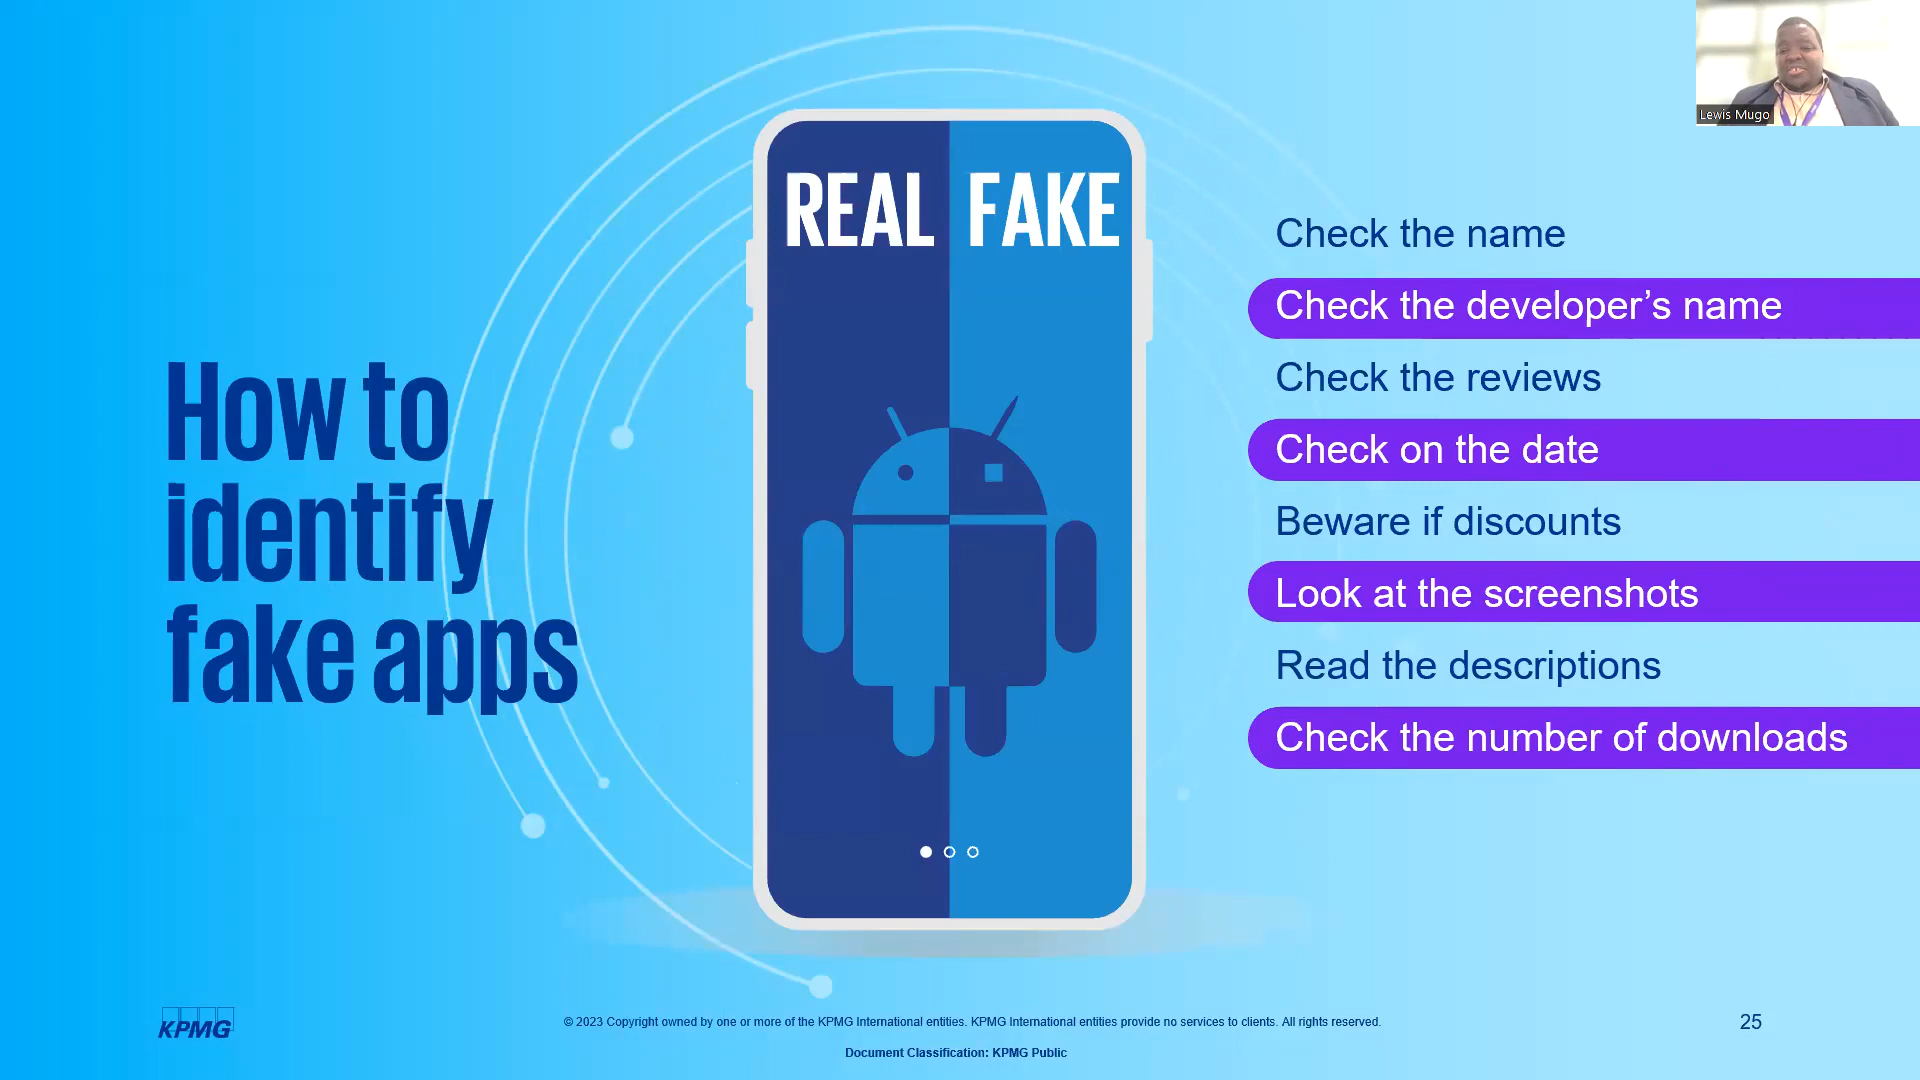 Lewis Mugo
How to
identify
fake apps
REAL FAKE
Check the name
Check the developer’s name
Check the reviews
Check on the date
Beware if discounts
Look at the screenshots
Read the descriptions
Check the number of downloads
KPMG
© 2023 Copyright owned by one or more of the KPMG International entities. KPMG International entities provide no services to clients. All rights reserved.
25
Document Classification: KPMG Public